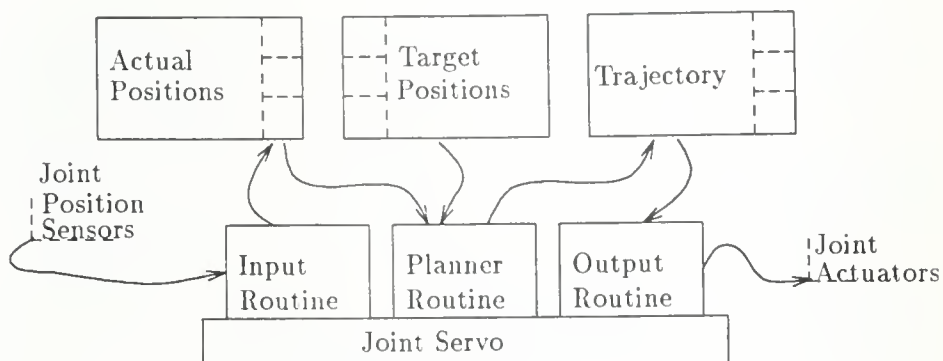 Actual
Positions
Target
Positions
Trajectory
Joint
Position
Sensors
Input
Routine
Planner
Routine
Output
Routine
Joint
Actuators
Joint Servo